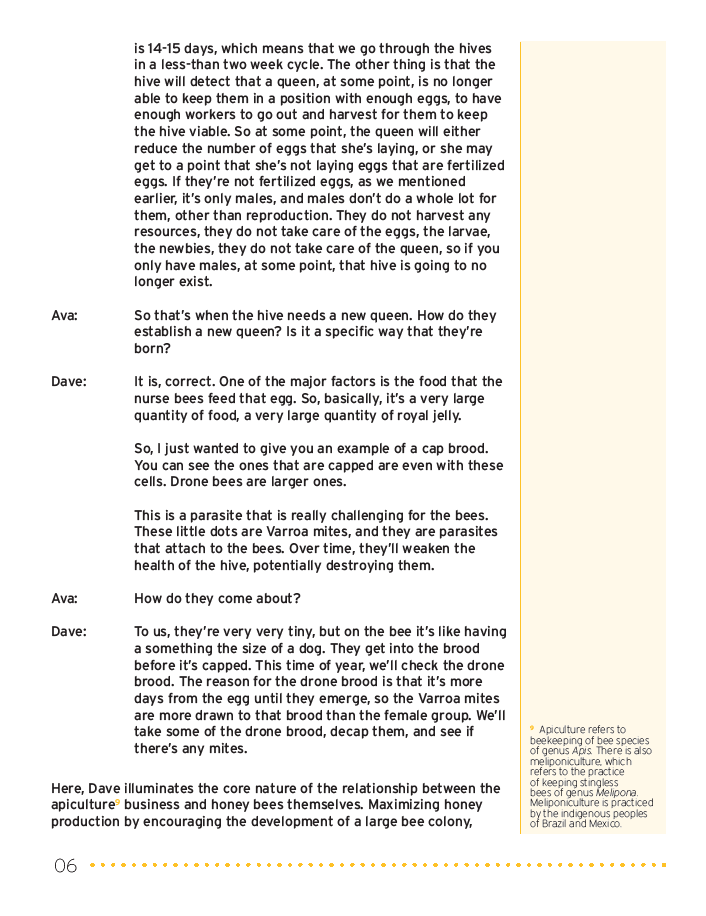 is 14-15 days, which means that we go through the hives
in a less-than two week cycle. The other thing is that the
hive will detect that a queen, at some point, is no longer
able to keep them in a position with enough eggs, to have
enough workers to go out and harvest for them to keep
the hive viable. So at some point, the queen will either
reduce the number of eggs that she's laying, or she may
get to a point that she's not laying eggs that are fertilized
eggs. If they're not fertilized eggs, as we mentioned
earlier, it's only males, and males don't do a whole lot for
them, other than reproduction. They do not harvest any
resources, they do not take care of the eggs, the larvae,
the newbies, they do not take care of the queen, so if you
only have males, at some point, that hive is going to no
longer exist.
Ava: So that's when the hive needs a new queen. How do they
establish a new queen? Is it a specific way that they're
born?
Dave: It is, correct. One of the major factors is the food that the
nurse bees feed that egg. So, basically, it's a very large
quantity of food, a very large quantity of royal jelly.
So, I just wanted to give you an example of a cap brood.
You can see the ones that are capped are even with these
cells. Drone bees are larger ones.
This is a parasite that is really challenging for the bees.
These little dots are Varroa mites, and they are parasites
that attach to the bees. Over time, they'll weaken the
health of the hive, potentially destroying them.
Ava: How do they come about?
Dave: To us, they're very very tiny, but on the bee it's like having
a something the size of a dog. They get into the brood
before it's capped. This time of year, we'll check the drone
brood. The reason for the drone brood is that it's more
days from the egg until they emerge, so the Varroa mites
are more drawn to that brood than the female group. We'll
take some of the drone brood, decap them, and see if
there's any mites.
Here, Dave illuminates the core nature of the relationship between the
apiculture⁹ business and honey bees themselves. Maximizing honey
production by encouraging the development of a large bee colony,
⁹ Apiculture refers to
beekeeping of bee species
of genus Apis. There is also
meliponiculture, which
refers to the practice
of keeping stingless
bees of genus Melipona.
Meliponiculture is practiced
by the indigenous peoples
of Brazil and Mexico.
06